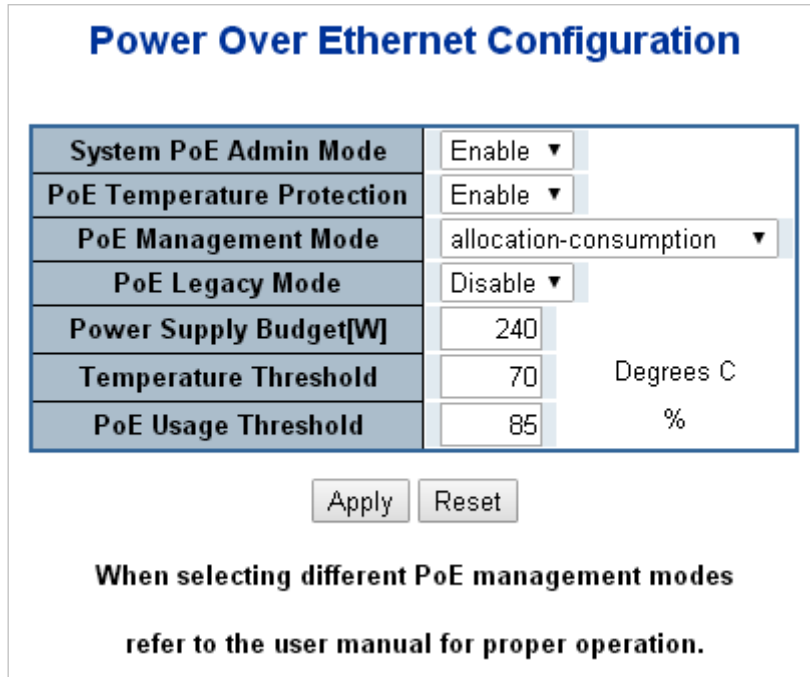 Power Over Ethernet Configuration
System PoE Admin Mode Enable
PoE Temperature Protection Enable
PoE Management Mode allocation-consumption
PoE Legacy Mode Disable
Power Supply Budget[W] 240
Temperature Threshold 70 Degrees C
PoE Usage Threshold 85 %
Apply Reset
When selecting different PoE management modes
refer to the user manual for proper operation.